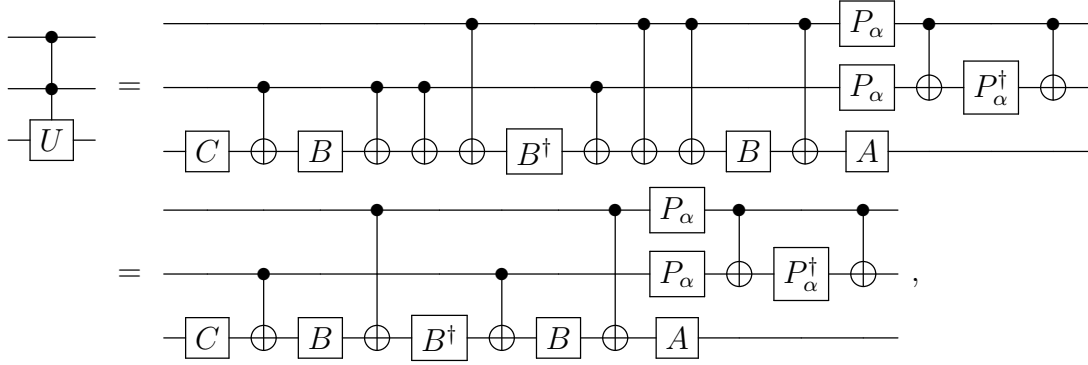 P_α
= P_α P_α^†
U C B B^† B A
P_α
= P_α P_α^† ,
C B B^† B A